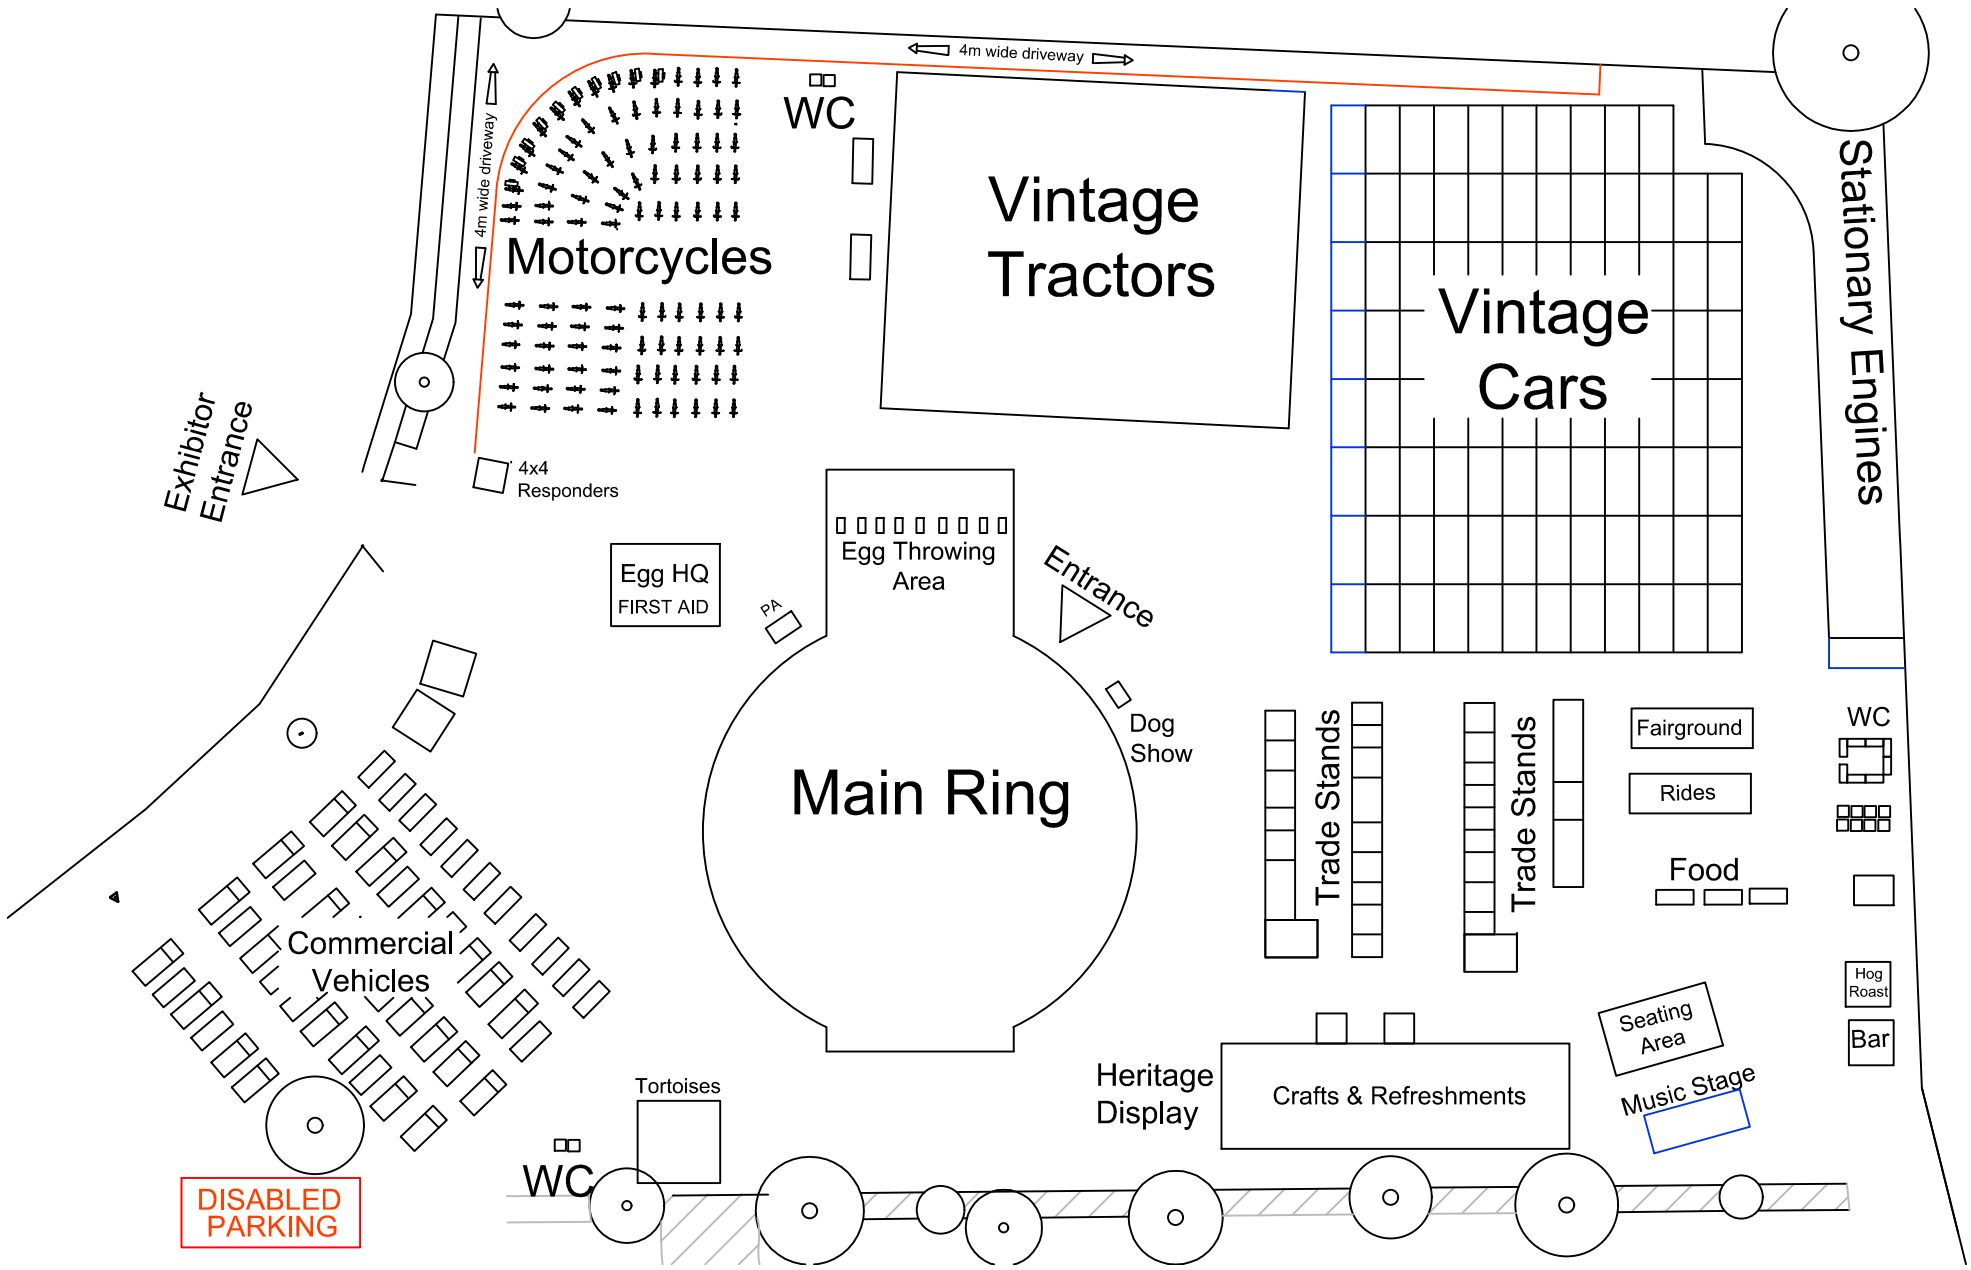 4m wide driveway
4m wide driveway
WC
Motorcycles
Vintage
Tractors
Vintage
Cars
Stationary Engines
Exhibitor
Entrance
4x4
Responders
Egg HQ
FIRST AID
PA
Egg Throwing
Area
Entrance
Dog
Show
Main Ring
Trade Stands
Trade Stands
Fairground
Rides
WC
Food
Hog
Roast
Bar
Seating
Area
Music Stage
Commercial
Vehicles
Tortoises
WC
Heritage
Display
Crafts & Refreshments
DISABLED
PARKING